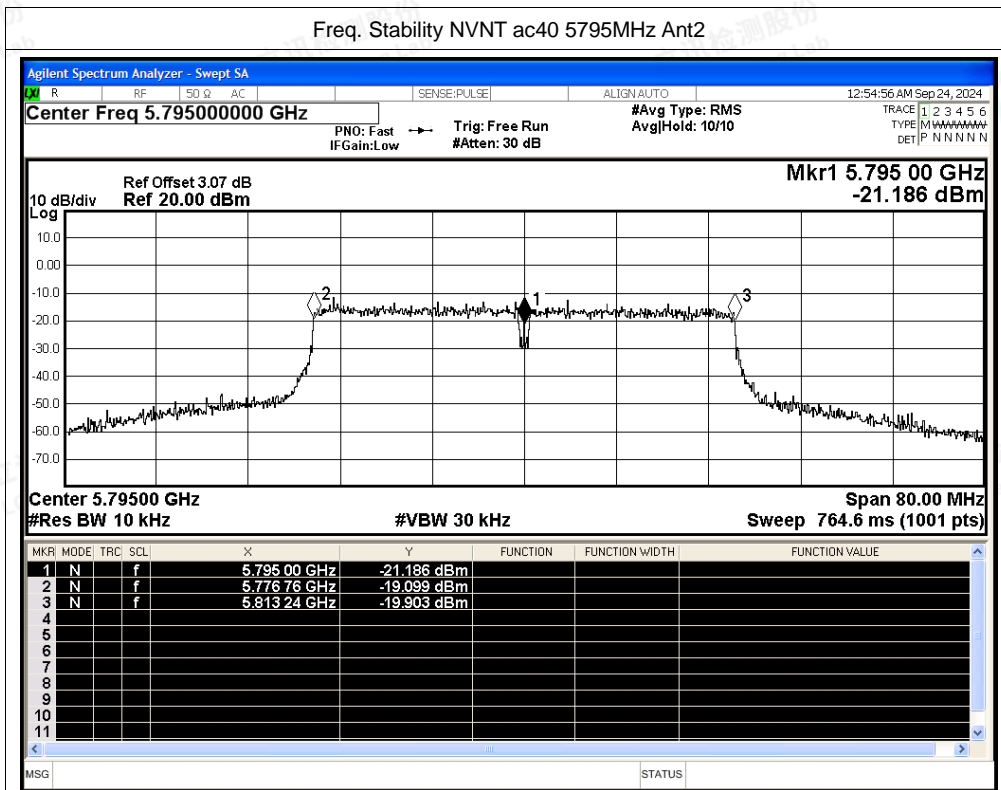 Freq. Stability NVNT ac40 5795MHz Ant2
Agilent Spectrum Analyzer - Swept SA
LXI R RF 50 Ω AC SENSE:PULSE ALIGN AUTO 12:54:56 AM Sep 24, 2024
Center Freq 5.795000000 GHz #Avg Type: RMS TRACE 1 2 3 4 5 6
PNO: Fast Trig: Free Run Avg|Hold: 10/10 TYPE M WWWWW
IFGain:Low #Atten: 30 dB DET P N N N N N
Mkr1 5.795 00 GHz
Ref Offset 3.07 dB
10 dB/div Ref 20.00 dBm -21.186 dBm
Log
10.0
0.00
-10.0
2 1 3
-20.0
-30.0
-40.0
-50.0
-60.0
-70.0
Center 5.79500 GHz Span 80.00 MHz
#Res BW 10 kHz #VBW 30 kHz Sweep 764.6 ms (1001 pts)
MKR MODE TRC SCL X Y FUNCTION FUNCTION WIDTH FUNCTION VALUE
1 N f 5.795 00 GHz -21.186 dBm
2 N f 5.776 76 GHz -19.099 dBm
3 N f 5.813 24 GHz -19.903 dBm
4
5
6
7
8
9
10
11
MSG STATUS